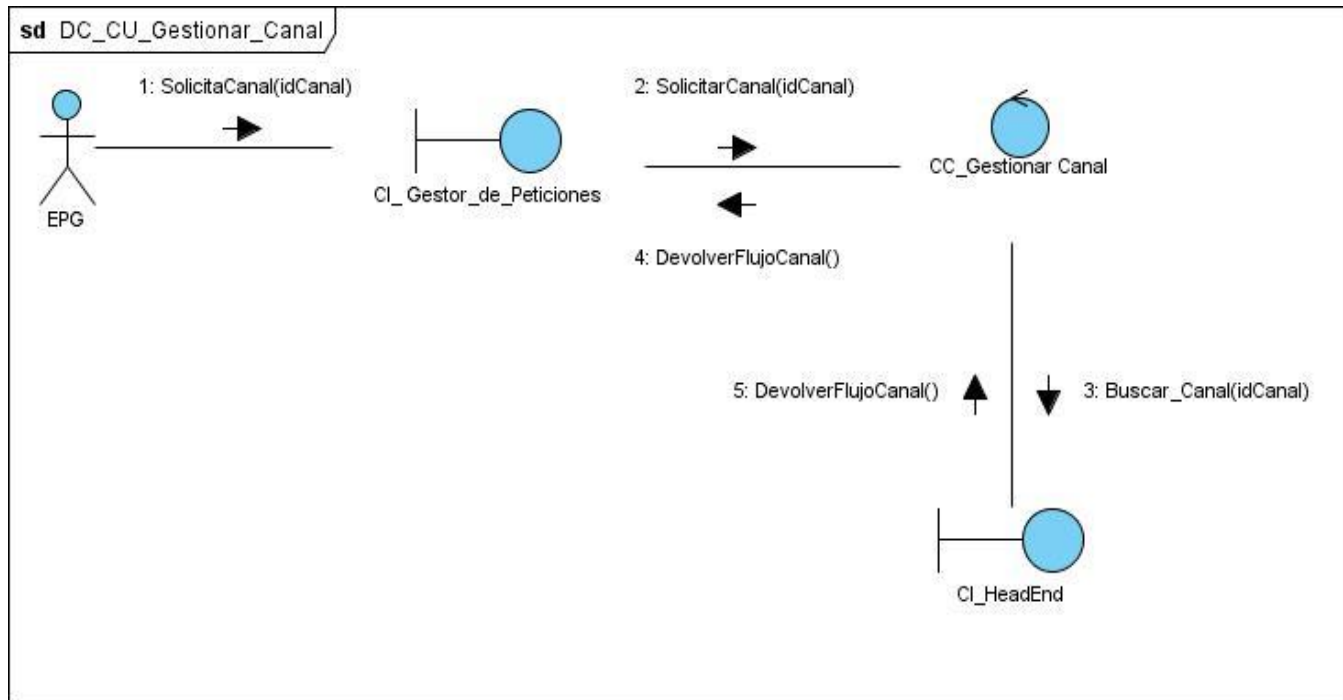 sd DC_CU_Gestionar_Canal
1: SolicitaCanal(idCanal)
2: SolicitarCanal(idCanal)
CC_Gestionar Canal
CI_ Gestor_de_Peticiones
EPG
4: DevolverFlujoCanal()
5: DevolverFlujoCanal()
3: Buscar_Canal(idCanal)
CI_HeadEnd